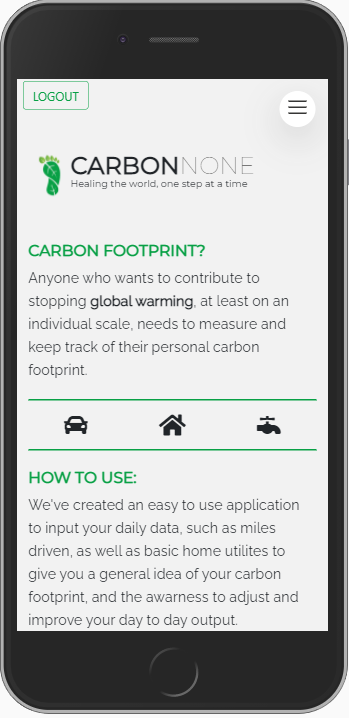 LOGOUT
CARBONNONE
Healing the world, one step at a time
CARBON FOOTPRINT?
Anyone who wants to contribute to
stopping global warming, at least on an
individual scale, needs to measure and
keep track of their personal carbon
footprint.
HOW TO USE:
We've created an easy to use application
to input your daily data, such as miles
driven, as well as basic home utilites to
give you a general idea of your carbon
footprint, and the awarness to adjust and
improve your day to day output.